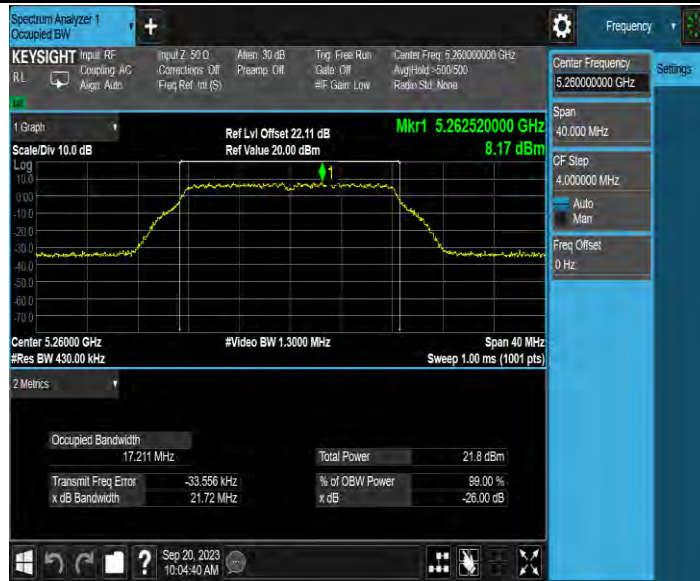 Spectrum Analyzer 1
Occupied BW
+
Frequency
KEYSIGHT Input: RF
Coupling: AC
Align: Auto
RL
Input Z: 50 Ω
Corrections: Off
Freq Ref: Int (S)
Atten: 30 dB
Preamp: Off
Trig: Free Run
Gate: Off
#IF Gain: Low
Center Freq: 5.260000000 GHz
Avg|Hold:>500/500
Radio Std: None
Center Frequency
5.260000000 GHz
Settings
Span
40.000 MHz
CF Step
4.000000 MHz
Auto
Man
Freq Offset
0 Hz
1 Graph
Scale/Div 10.0 dB
Ref Lvl Offset 22.11 dB
Ref Value 20.00 dBm
Mkr1 5.262520000 GHz
8.17 dBm
Log
10.0
0.00
-10.0
-20.0
-30.0
-40.0
-50.0
-60.0
-70.0
1
Center 5.26000 GHz
#Res BW 430.00 kHz
#Video BW 1.3000 MHz
Span 40 MHz
Sweep 1.00 ms (1001 pts)
2 Metrics
Occupied Bandwidth
17.211 MHz
Total Power 21.8 dBm
Transmit Freq Error -33.556 kHz
% of OBW Power 99.00 %
x dB Bandwidth 21.72 MHz
x dB -26.00 dB
?
Sep 20, 2023
10:04:40 AM